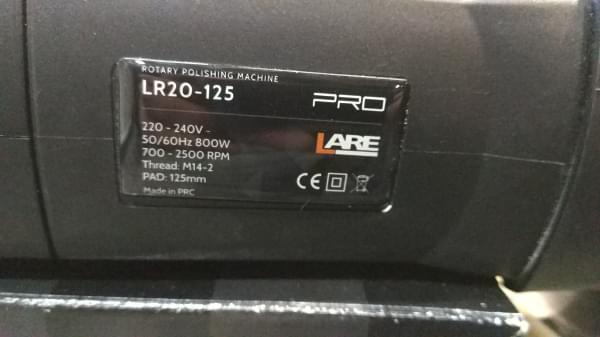 ROTARY POLISHING MACHINE
LR20-125
PRO
220 - 240V -
50/60Hz 800W
700 - 2500 RPM
Thread: M14-2
PAD: 125mm
Made in PRC
LARE
CE